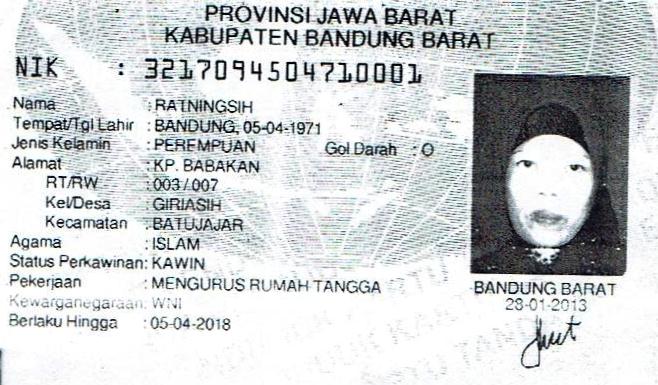 PROVINSI JAWA BARAT
KABUPATEN BANDUNG BARAT
NIK : 3217094504710001
Nama : RATNINGSIH
Tempat/Tgl Lahir : BANDUNG, 05-04-1971
Jenis Kelamin : PEREMPUAN Gol Darah : O
Alamat : KP. BABAKAN
RT/RW : 003/007
Kel/Desa : GIRIASIH
Kecamatan : BATUJAJAR
Agama : ISLAM
Status Perkawinan: KAWIN
Pekerjaan : MENGURUS RUMAH TANGGA
Kewarganegaraan: WNI
Berlaku Hingga : 05-04-2018
BANDUNG BARAT
28-01-2013